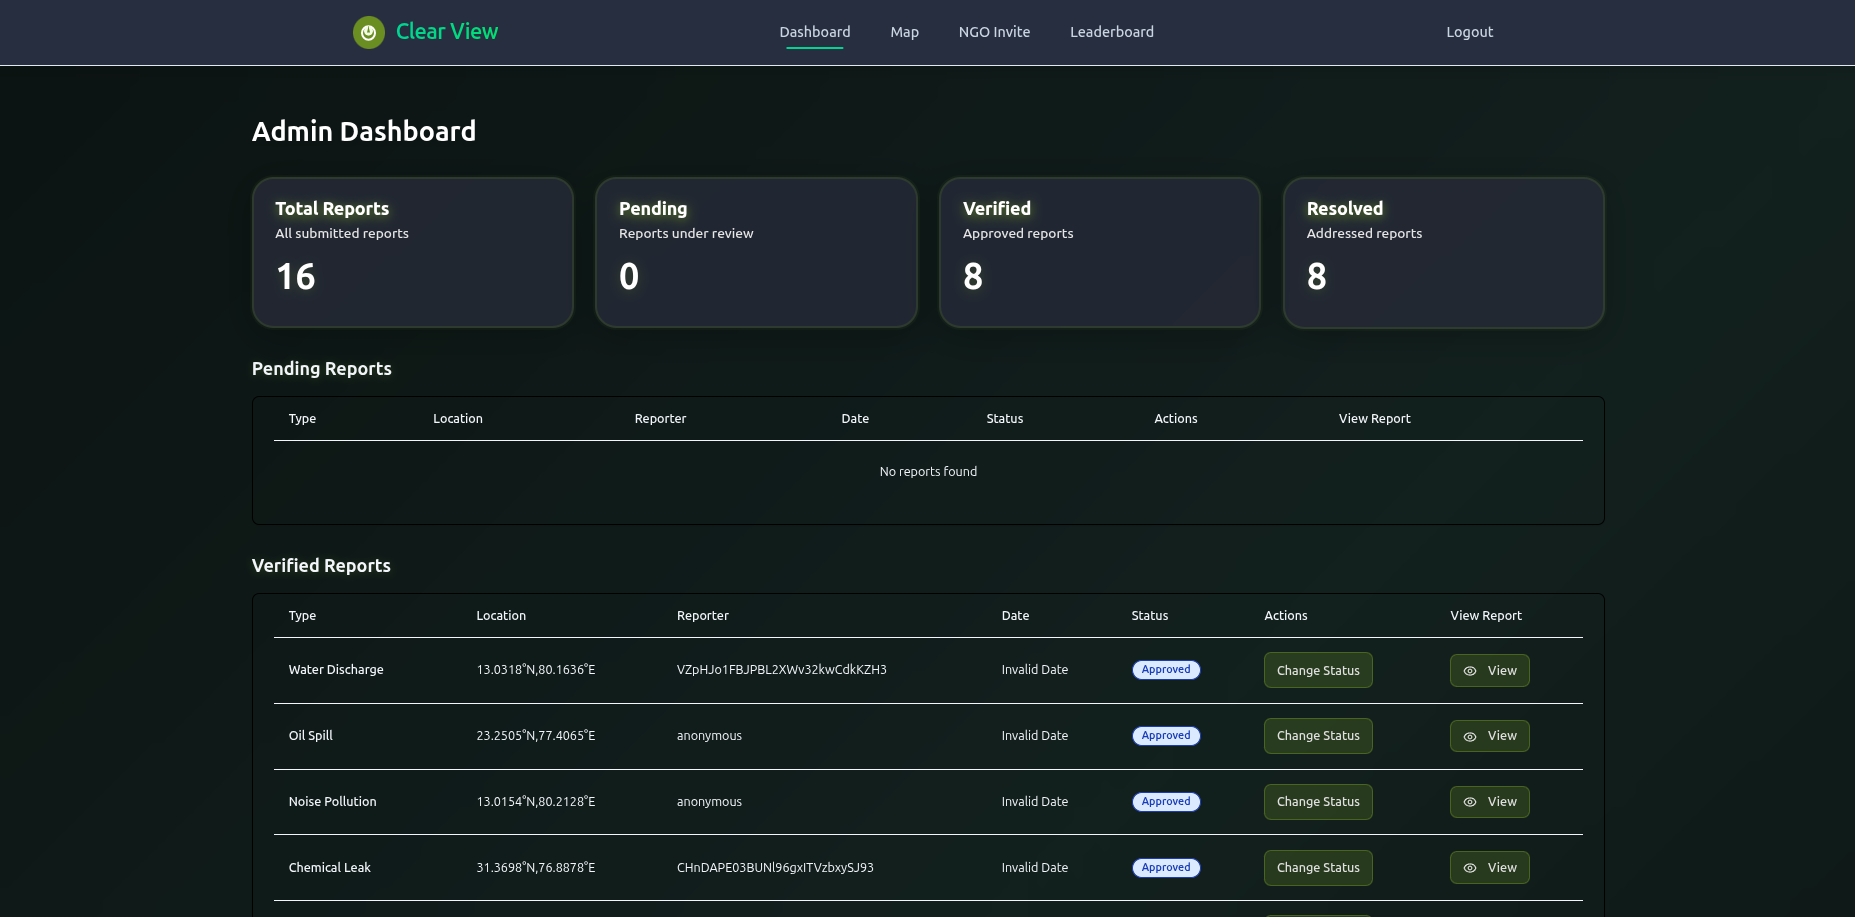 Clear View
Dashboard Map NGO Invite Leaderboard Logout
Admin Dashboard
Total Reports Pending Verified Resolved
All submitted reports Reports under review Approved reports Addressed reports
16 0 8 8
Pending Reports
Type Location Reporter Date Status Actions View Report
No reports found
Verified Reports
Type Location Reporter Date Status Actions View Report
Water Discharge 13.0318°N,80.1636°E VZpHJo1FBJPBL2XWv32kwCdkKZH3 Invalid Date Approved Change Status View
Oil Spill 23.2505°N,77.4065°E anonymous Invalid Date Approved Change Status View
Noise Pollution 13.0154°N,80.2128°E anonymous Invalid Date Approved Change Status View
Chemical Leak 31.3698°N,76.8878°E CHnDAPE03BUNl96gxITVzbxySJ93 Invalid Date Approved Change Status View